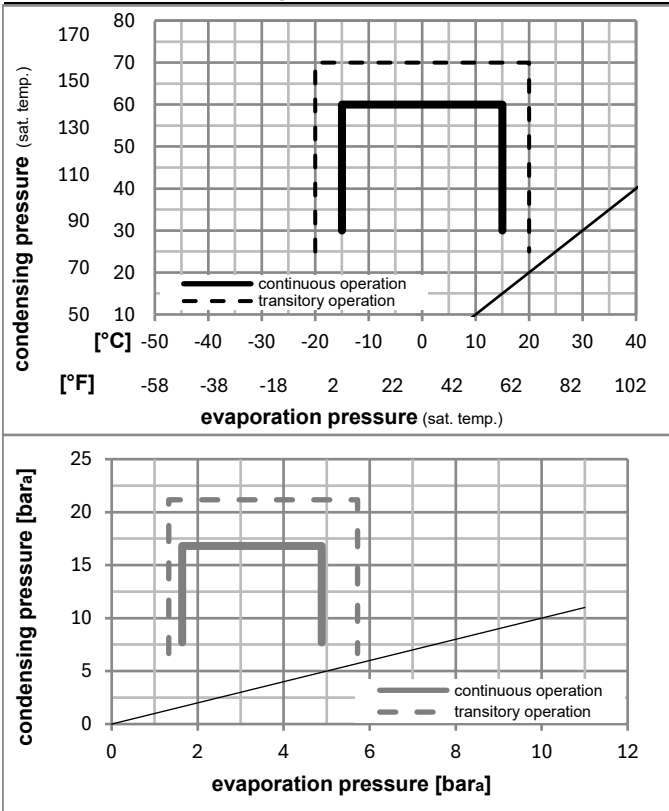 170 80
150 70
130 60
50
110 40
90 30
70 20
50 10
condensing pressure (sat. temp.)
continuous operation
transitory operation
[°C] -50 -40 -30 -20 -10 0 10 20 30 40
[°F] -58 -38 -18 2 22 42 62 82 102
evaporation pressure (sat. temp.)
25
20
15
10
5
0
condensing pressure [bara]
continuous operation
transitory operation
0 2 4 6 8 10 12
evaporation pressure [bara]